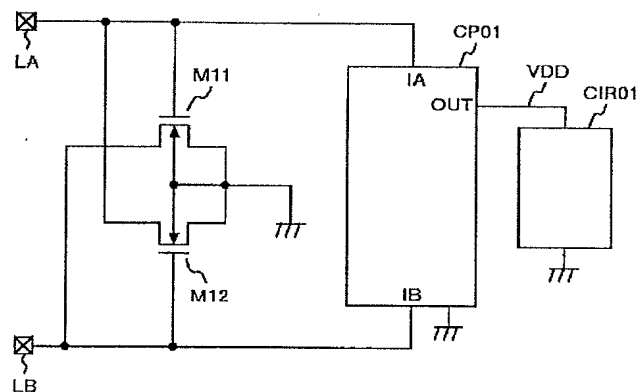 LA
M11
M12
LB
CP01
IA
OUT
VDD
CIR01
IB